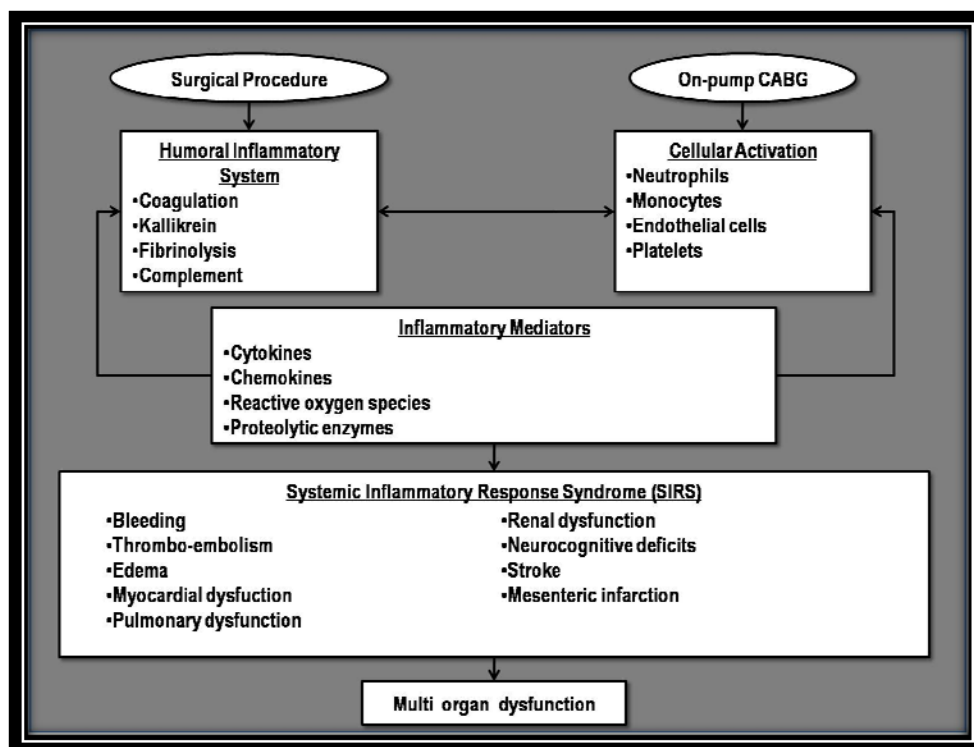 Surgical Procedure
On-pump CABG
Humoral Inflammatory
System
•Coagulation
•Kallikrein
•Fibrinolysis
•Complement
Cellular Activation
•Neutrophils
•Monocytes
•Endothelial cells
•Platelets
Inflammatory Mediators
•Cytokines
•Chemokines
•Reactive oxygen species
•Proteolytic enzymes
Systemic Inflammatory Response Syndrome (SIRS)
•Bleeding
•Thrombo-embolism
•Edema
•Myocardial dysfuction
•Pulmonary dysfunction
•Renal dysfunction
•Neurocognitive deficits
•Stroke
•Mesenteric infarction
Multi organ dysfunction